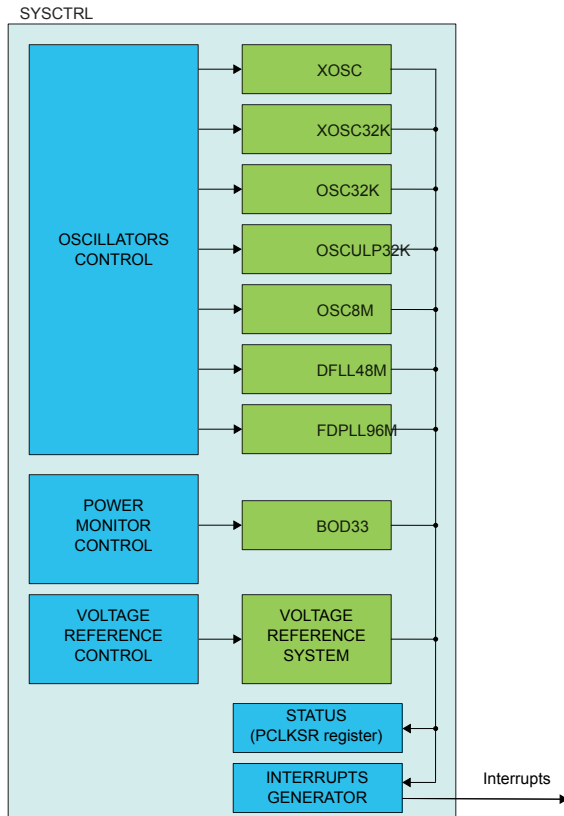 SYSCTRL
XOSC
XOSC32K
OSC32K
OSCILLATORS
CONTROL
OSCULP32K
OSC8M
DFLL48M
FDPLL96M
POWER
MONITOR
CONTROL
BOD33
VOLTAGE
REFERENCE
CONTROL
VOLTAGE
REFERENCE
SYSTEM
STATUS
(PCLKSR register)
INTERRUPTS
GENERATOR
Interrupts